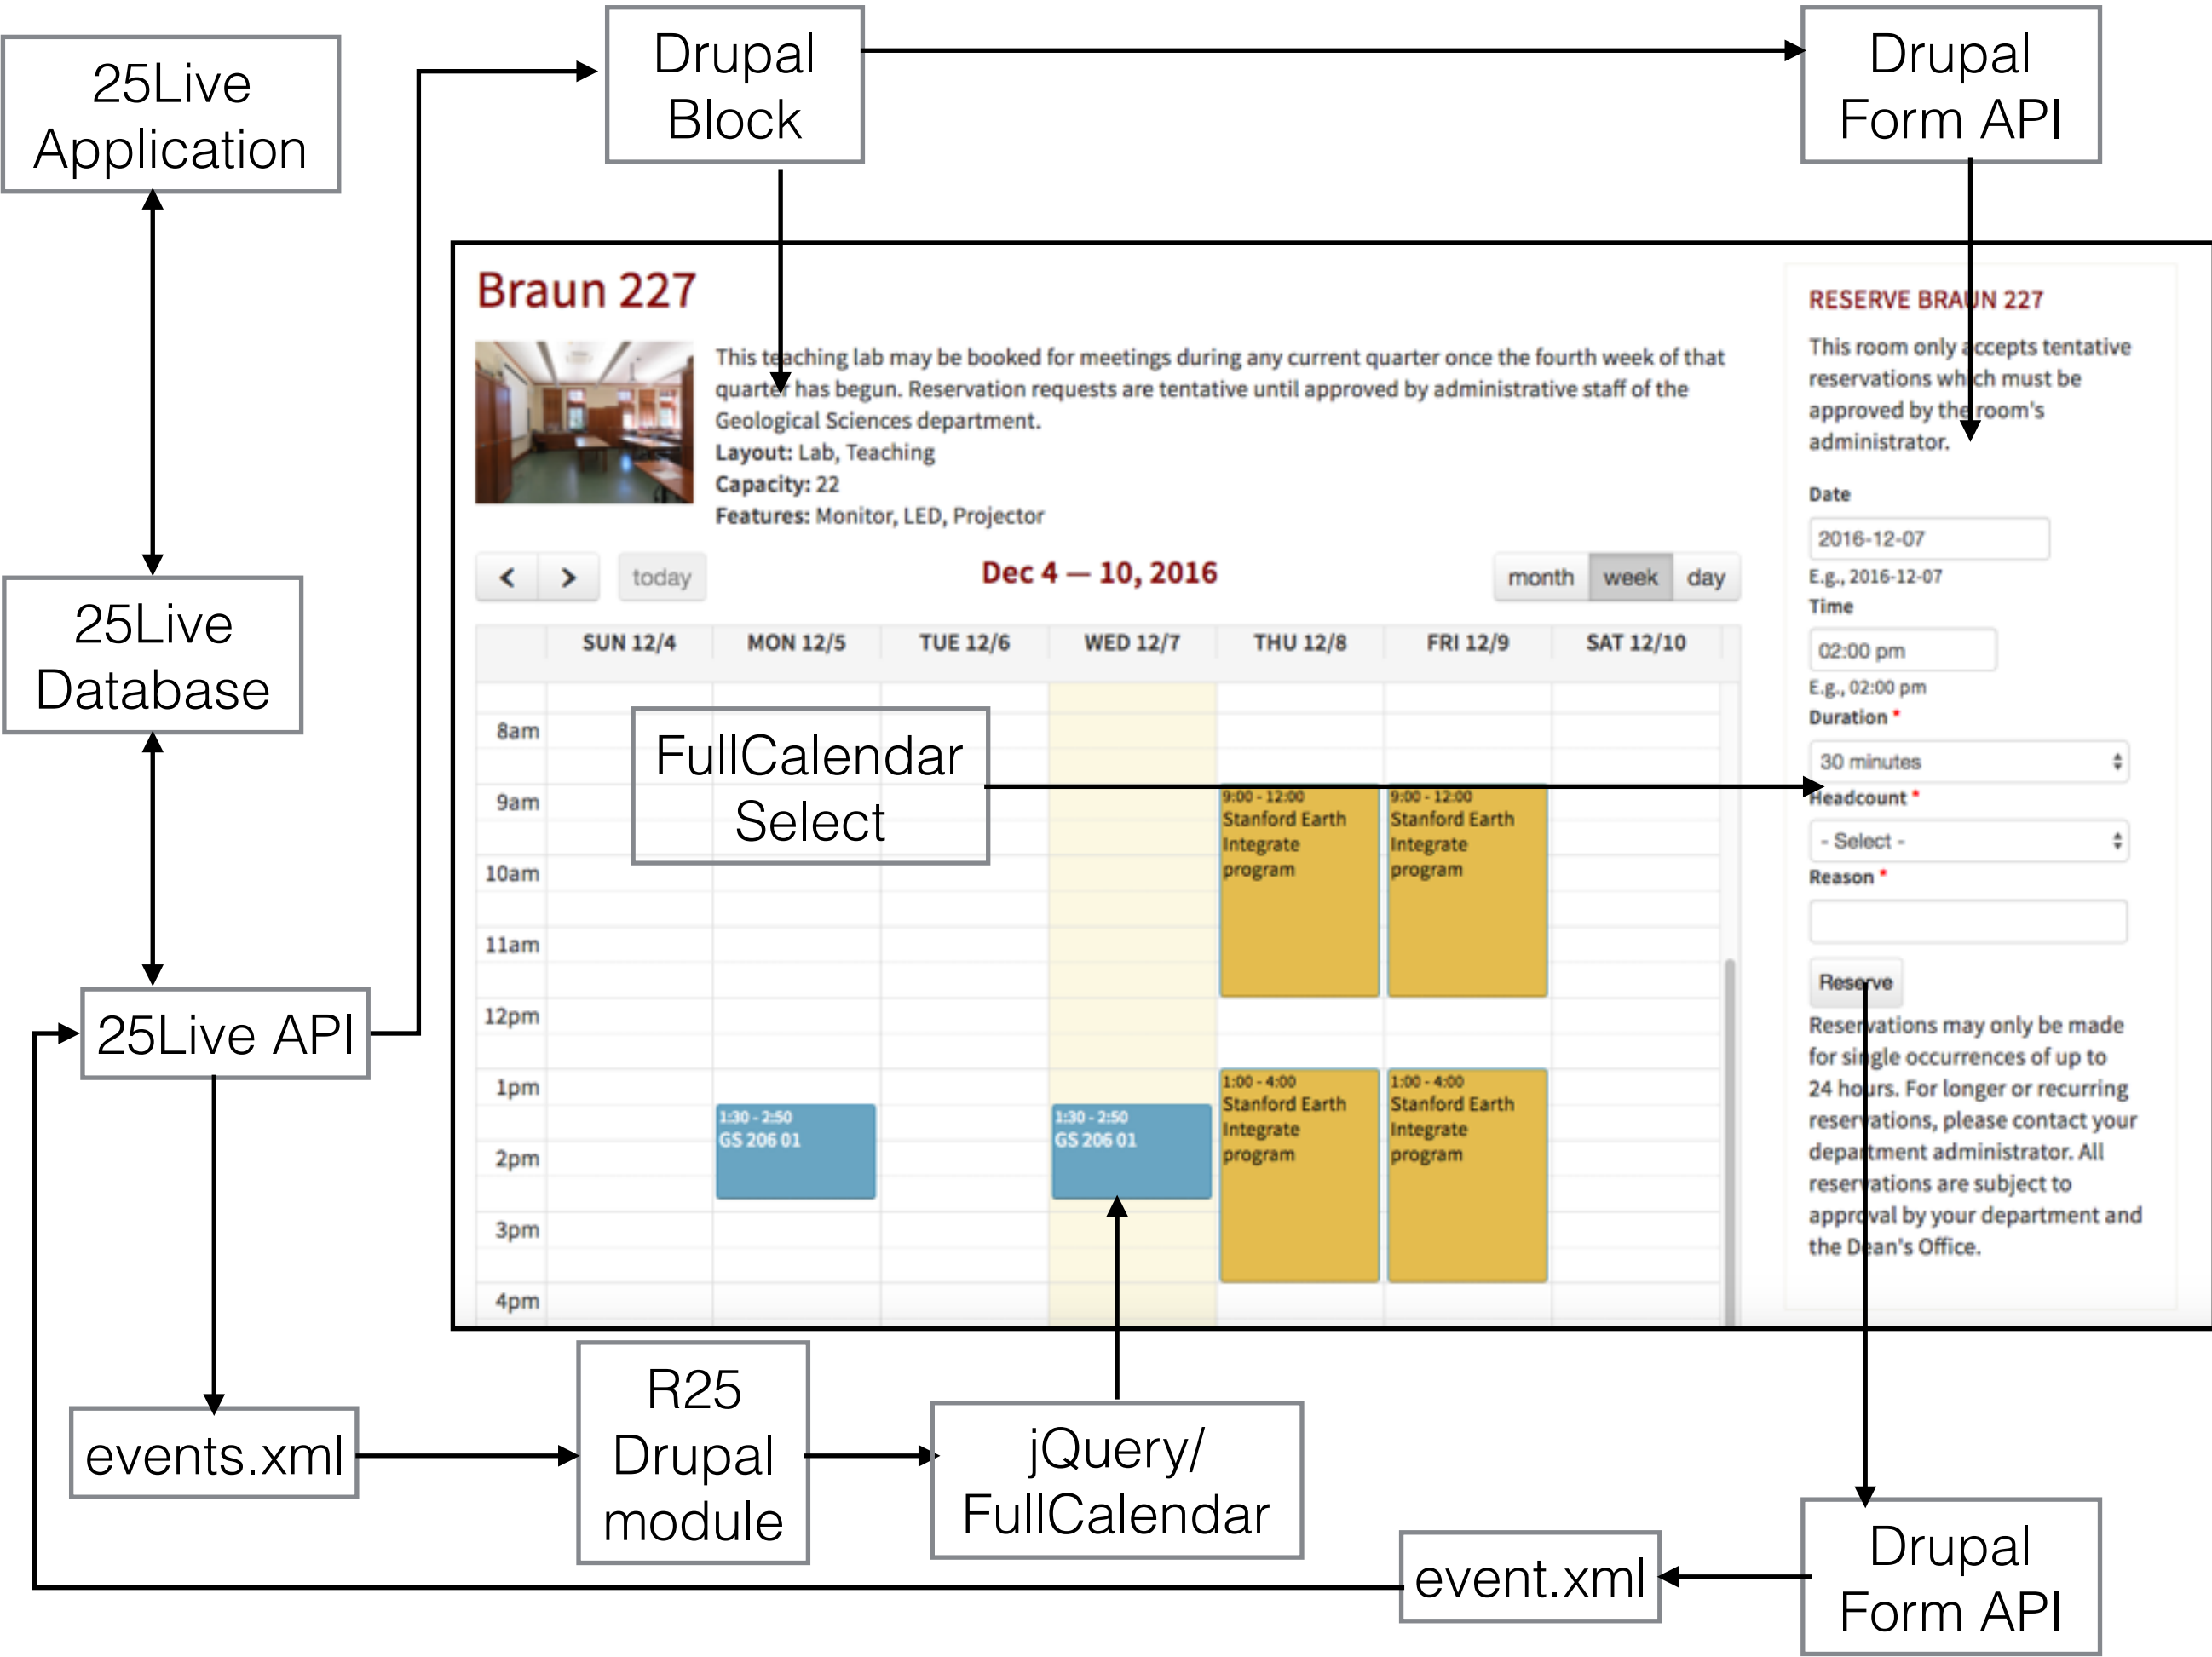 25Live
Application
Drupal
Block
Drupal
Form API
25Live
Database
25Live API
events.xml
R25
Drupal
module
jQuery/
FullCalendar
event.xml
Drupal
Form API
Braun 227
This teaching lab may be booked for meetings during any current quarter once the fourth week of that
quarter has begun. Reservation requests are tentative until approved by administrative staff of the
Geological Sciences department.
Layout: Lab, Teaching
Capacity: 22
Features: Monitor, LED, Projector
< > today
Dec 4 — 10, 2016
month week day
SUN 12/4 MON 12/5 TUE 12/6 WED 12/7 THU 12/8 FRI 12/9 SAT 12/10
8am
9am
10am
11am
12pm
1pm
2pm
3pm
4pm
FullCalendar
Select
1:30 - 2:50
GS 206 01
1:30 - 2:50
GS 206 01
9:00 - 12:00
Stanford Earth
Integrate
program
9:00 - 12:00
Stanford Earth
Integrate
program
1:00 - 4:00
Stanford Earth
Integrate
program
1:00 - 4:00
Stanford Earth
Integrate
program
RESERVE BRAUN 227
This room only accepts tentative
reservations which must be
approved by the room's
administrator.
Date
2016-12-07
E.g., 2016-12-07
Time
02:00 pm
E.g., 02:00 pm
Duration *
30 minutes
Headcount *
- Select -
Reason *
Reserve
Reservations may only be made
for single occurrences of up to
24 hours. For longer or recurring
reservations, please contact your
department administrator. All
reservations are subject to
approval by your department and
the Dean's Office.